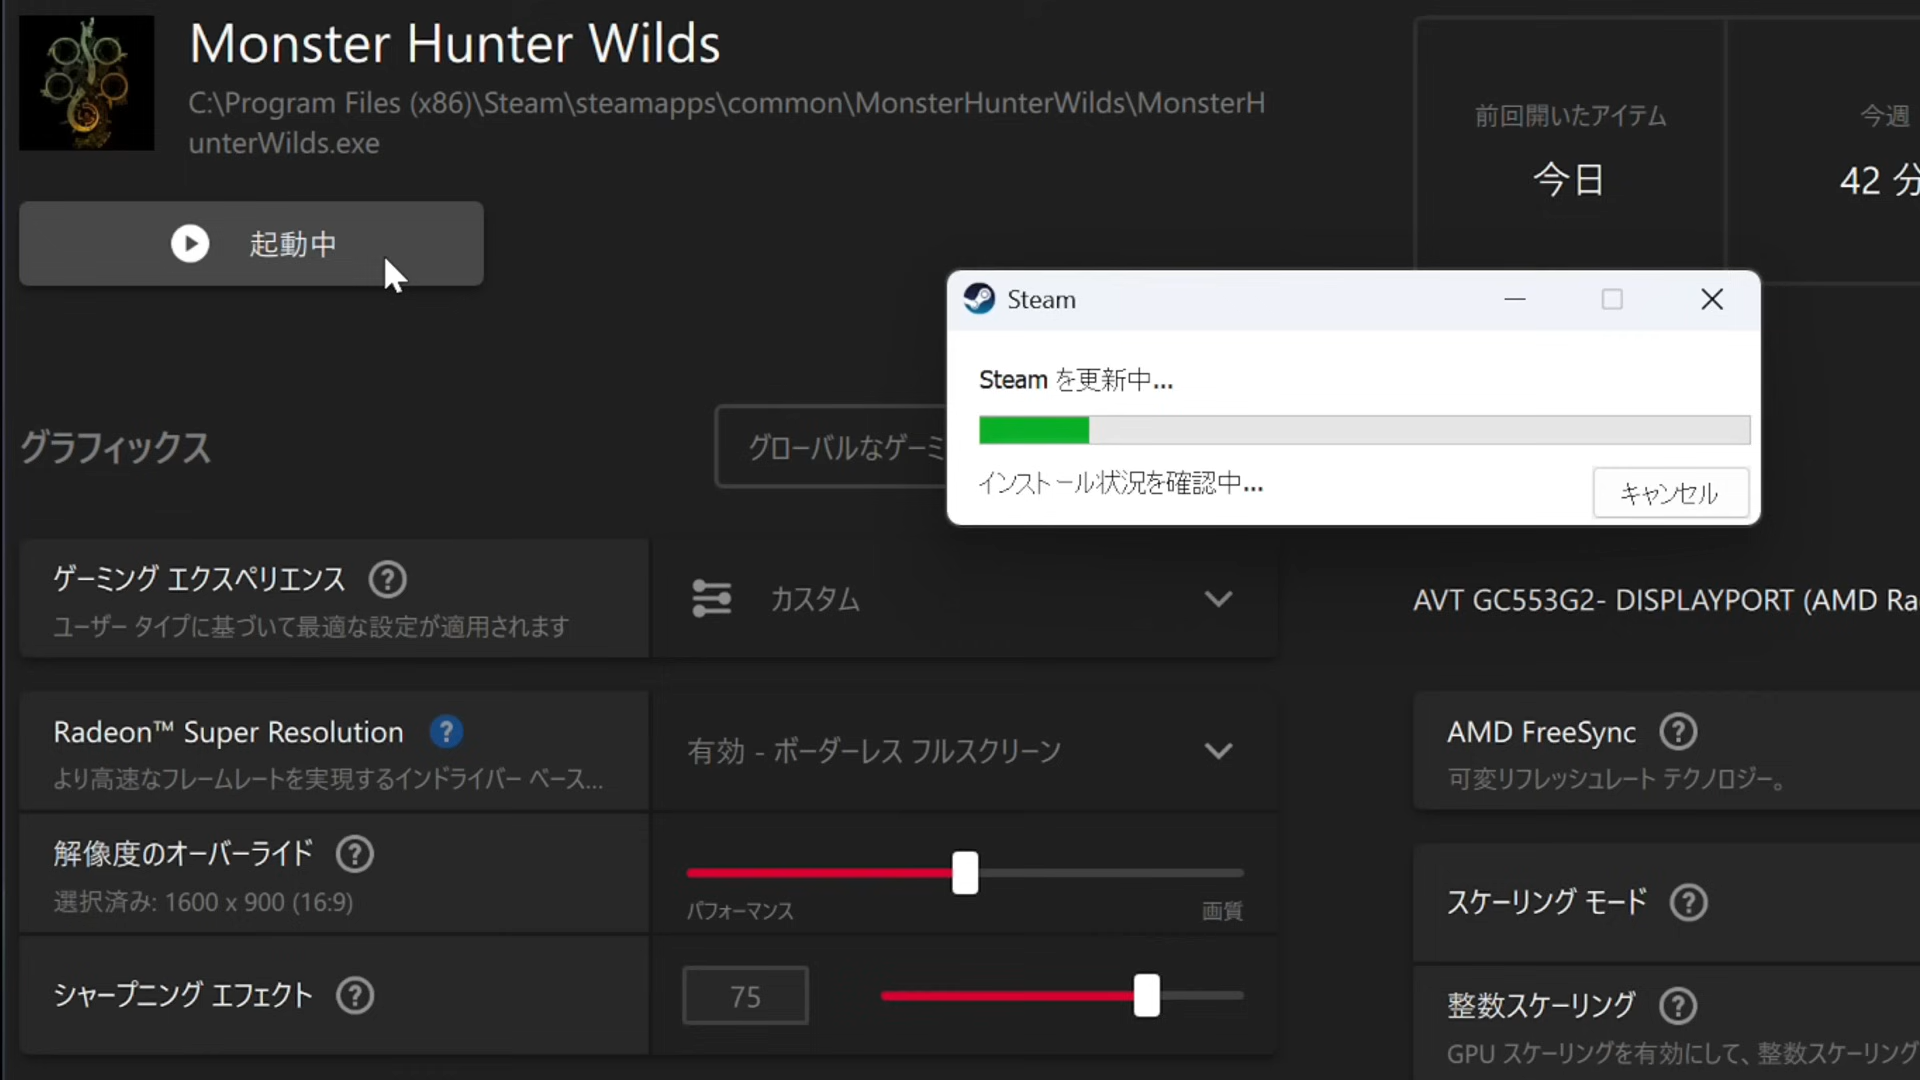 Monster Hunter Wilds
C:\Program Files (x86)\Steam\steamapps\common\MonsterHunterWilds\MonsterH
unterWilds.exe
前回開いたアイテム
今日
今週
42 分
起動中
Steam
Steam を更新中...
インストール状況を確認中...
キャンセル
グラフィックス
グローバルなゲーミ
ゲーミング エクスペリエンス
ユーザー タイプに基づいて最適な設定が適用されます
カスタム
AVT GC553G2- DISPLAYPORT (AMD Ra
Radeon™ Super Resolution
より高速なフレームレートを実現するインドライバー ベース...
有効 - ボーダーレス フルスクリーン
AMD FreeSync
可変リフレッシュレート テクノロジー。
解像度のオーバーライド
選択済み: 1600 x 900 (16:9)
パフォーマンス
画質
スケーリング モード
シャープニング エフェクト
75
整数スケーリング
GPU スケーリングを有効にして、整数スケーリング